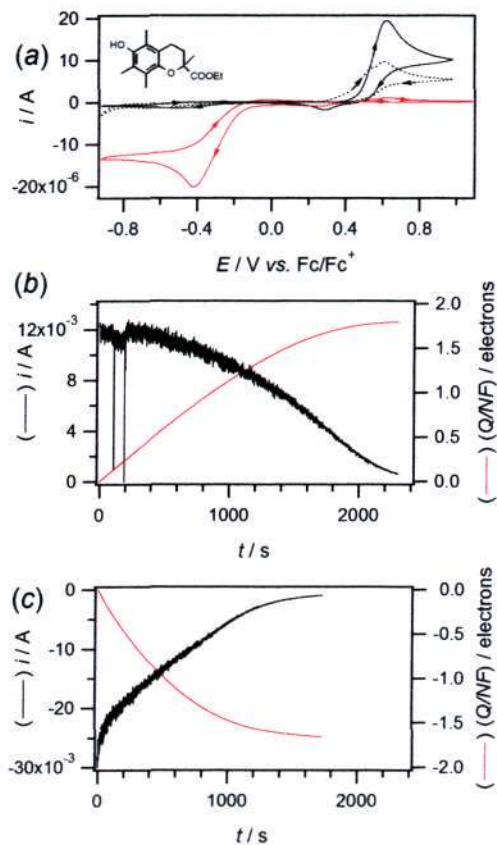 (a)
HO
O
COOEt
20
10
0
-10
-20x10⁻⁶
i / A
-0.8 -0.4 0.0 0.4 0.8
E / V vs. Fc/Fc⁺
(b)
12x10⁻³
8
4
0
(—) i / A
2.0
1.5
1.0
0.5
0.0
(—) (Q/NF) / electrons
0 1000 2000
t / s
(c)
0
-10
-20
-30x10⁻³
(—) i / A
0.0
-0.5
-1.0
-1.5
-2.0
(—) (Q/NF) / electrons
0 1000 2000
t / s